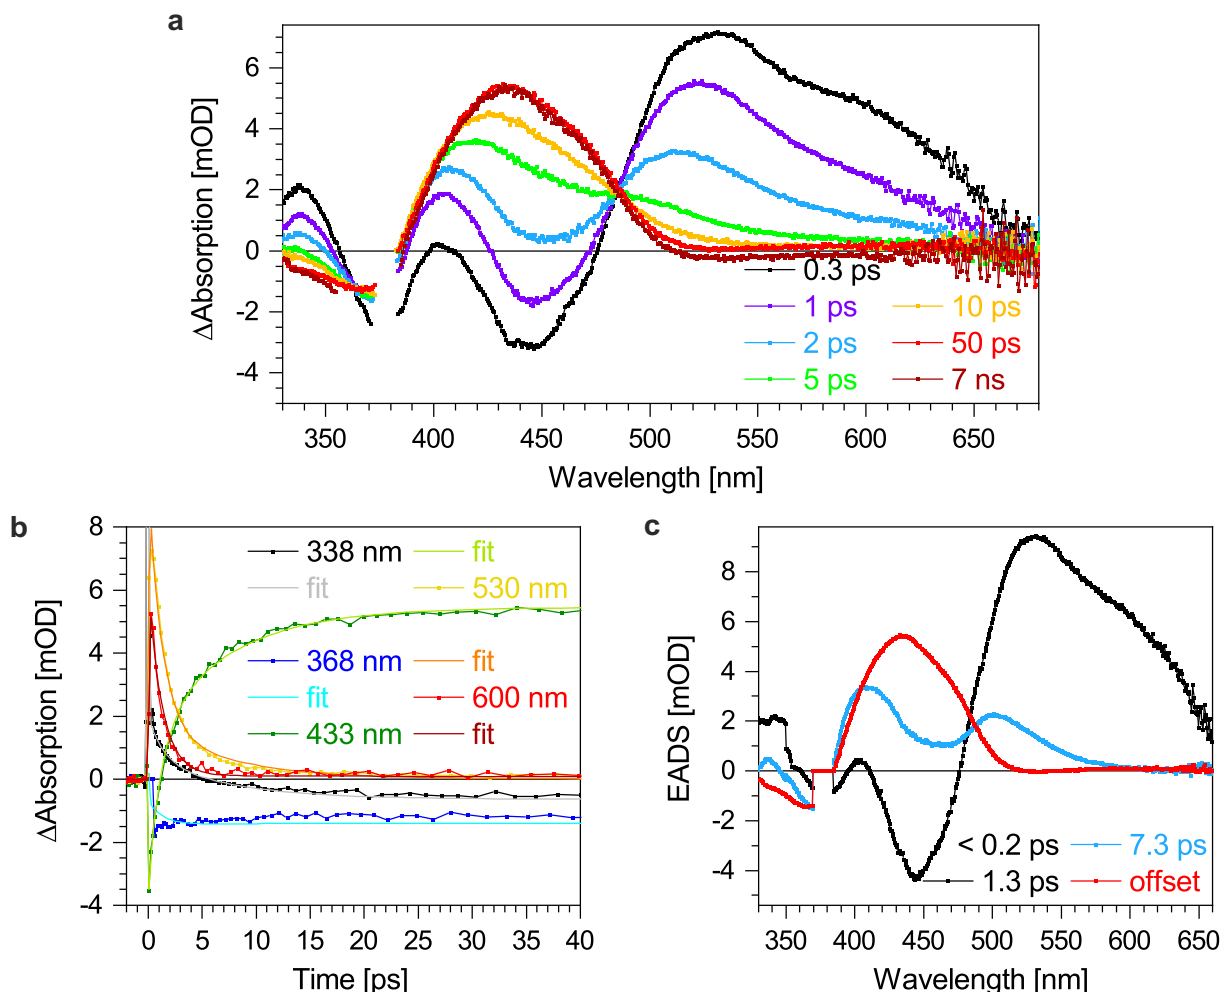 a
ΔAbsorption [mOD]
6
4
2
0
-2
-4
0.3 ps
1 ps
10 ps
2 ps
50 ps
5 ps
7 ns
350
400
450
500
550
600
650
Wavelength [nm]
b
ΔAbsorption [mOD]
8
6
4
2
0
-2
-4
338 nm
fit
fit
530 nm
368 nm
fit
fit
600 nm
433 nm
fit
0
5
10
15
20
25
30
35
40
Time [ps]
c
EADS [mOD]
8
6
4
2
0
-2
-4
< 0.2 ps
7.3 ps
1.3 ps
offset
350
400
450
500
550
600
650
Wavelength [nm]